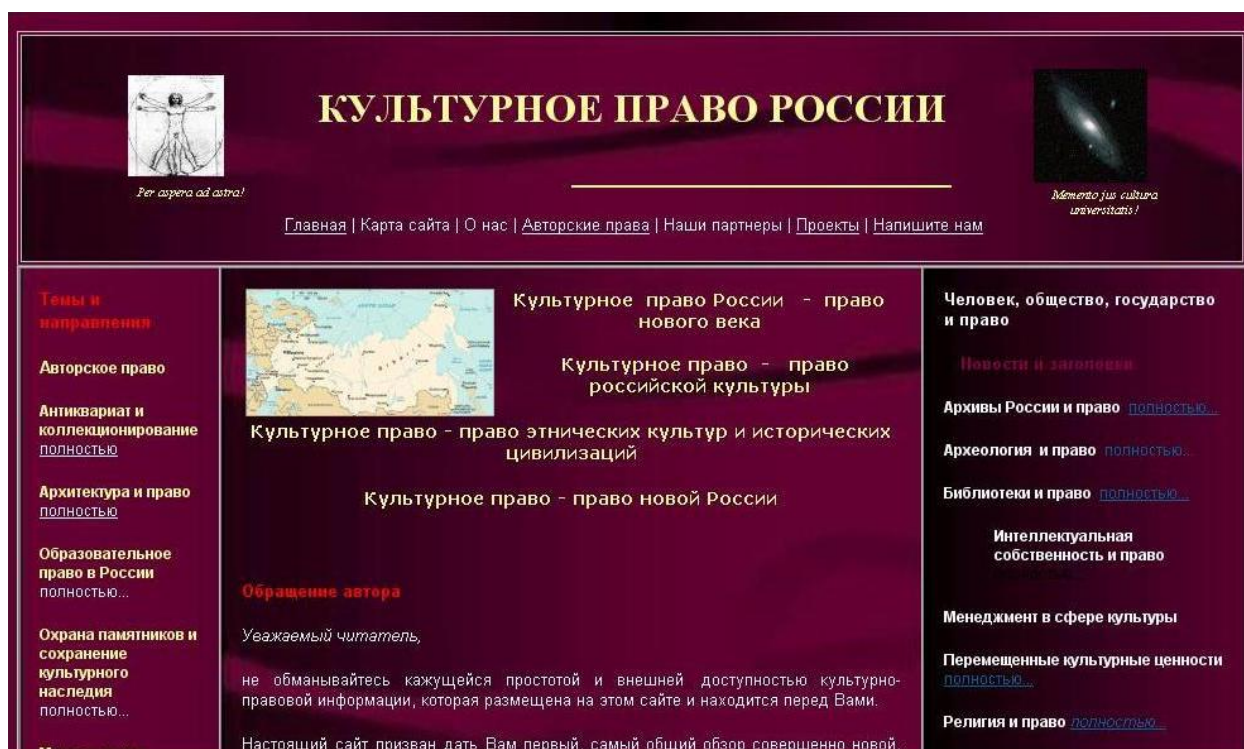 КУЛЬТУРНОЕ ПРАВО РОССИИ
Per aspera ad astra!
Memento jus cultura
universitatis!
Главная | Карта сайта | О нас | Авторские права | Наши партнеры | Проекты | Напишите нам
Темы и
направления
Авторское право
Антиквариат и
коллекционирование
полностью
Архитектура и право
полностью
Образовательное
право в России
полностью...
Охрана памятников и
сохранение
культурного
наследия
полностью...
Культурное право России - право
нового века
Культурное право - право
российской культуры
Культурное право - право этнических культур и исторических
цивилизаций
Культурное право - право новой России
Обращение автора
Уважаемый читатель,
не обманывайтесь кажущейся простотой и внешней доступностью культурно-
правовой информации, которая размещена на этом сайте и находится перед Вами.
Настоящий сайт призван дать Вам первый, самый общий обзор совершенно новой,
Человек, общество, государство
и право
Новости и заголовки
Архивы России и право полностью...
Археология и право полностью...
Библиотеки и право полностью...
Интеллектуальная
собственность и право
Менеджмент в сфере культуры
Перемещенные культурные ценности
полностью...
Религия и право полностью...